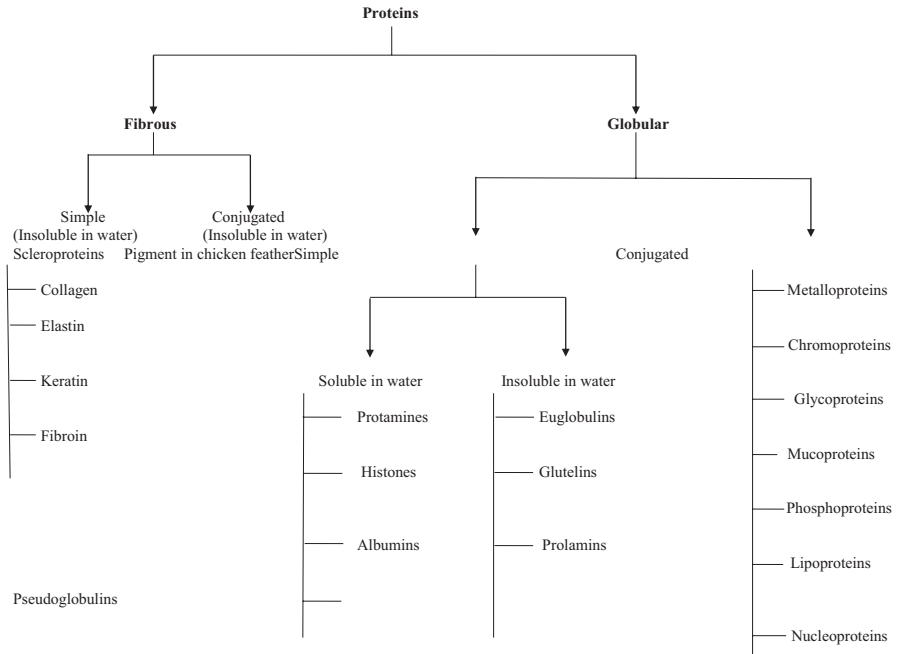 Proteins
Fibrous
Globular
Simple
(Insoluble in water)
Scleroproteins
Conjugated
(Insoluble in water)
Pigment in chicken featherSimple
Conjugated
Collagen
Elastin
Keratin
Fibroin
Soluble in water
Protamines
Histones
Albumins
Pseudoglobulins
Insoluble in water
Euglobulins
Glutelins
Prolamins
Metalloproteins
Chromoproteins
Glycoproteins
Mucoproteins
Phosphoproteins
Lipoproteins
Nucleoproteins